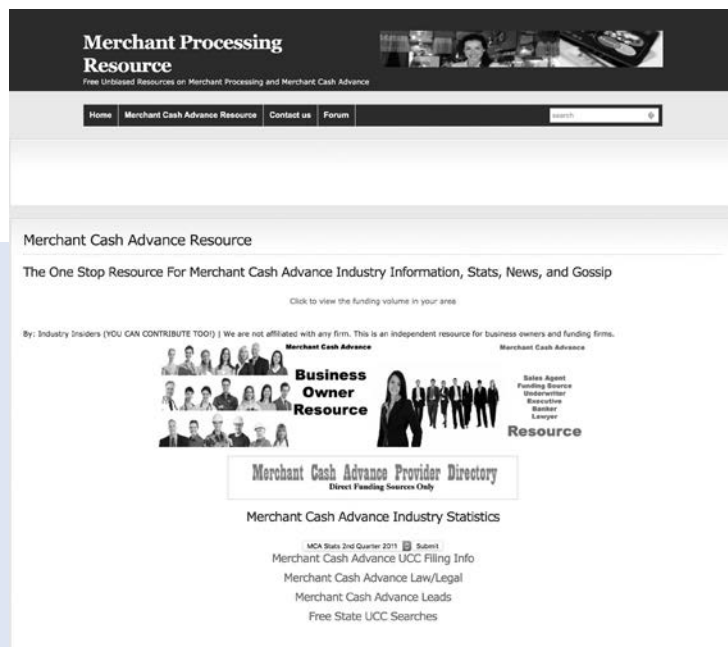 Merchant Processing
Resource
Free Unbiased Resources on Merchant Processing and Merchant Cash Advance
Home Merchant Cash Advance Resource Contact us Forum search
Merchant Cash Advance Resource
The One Stop Resource For Merchant Cash Advance Industry Information, Stats, News, and Gossip
Click to view the funding volume in your area
By: Industry Insiders (YOU CAN CONTRIBUTE TOO!) | We are not affiliated with any firm. This is an independent resource for business owners and funding firms.
Merchant Cash Advance
Business
Owner
Resource
Merchant Cash Advance
Sales Agent
Funding Source
Underwriter
Executive
Banker
Lawyer
Resource
Merchant Cash Advance Provider Directory
Direct Funding Sources Only
Merchant Cash Advance Industry Statistics
MCA Stats 2nd Quarter 2011 Submit
Merchant Cash Advance UCC Filing Info
Merchant Cash Advance Law/Legal
Merchant Cash Advance Leads
Free State UCC Searches